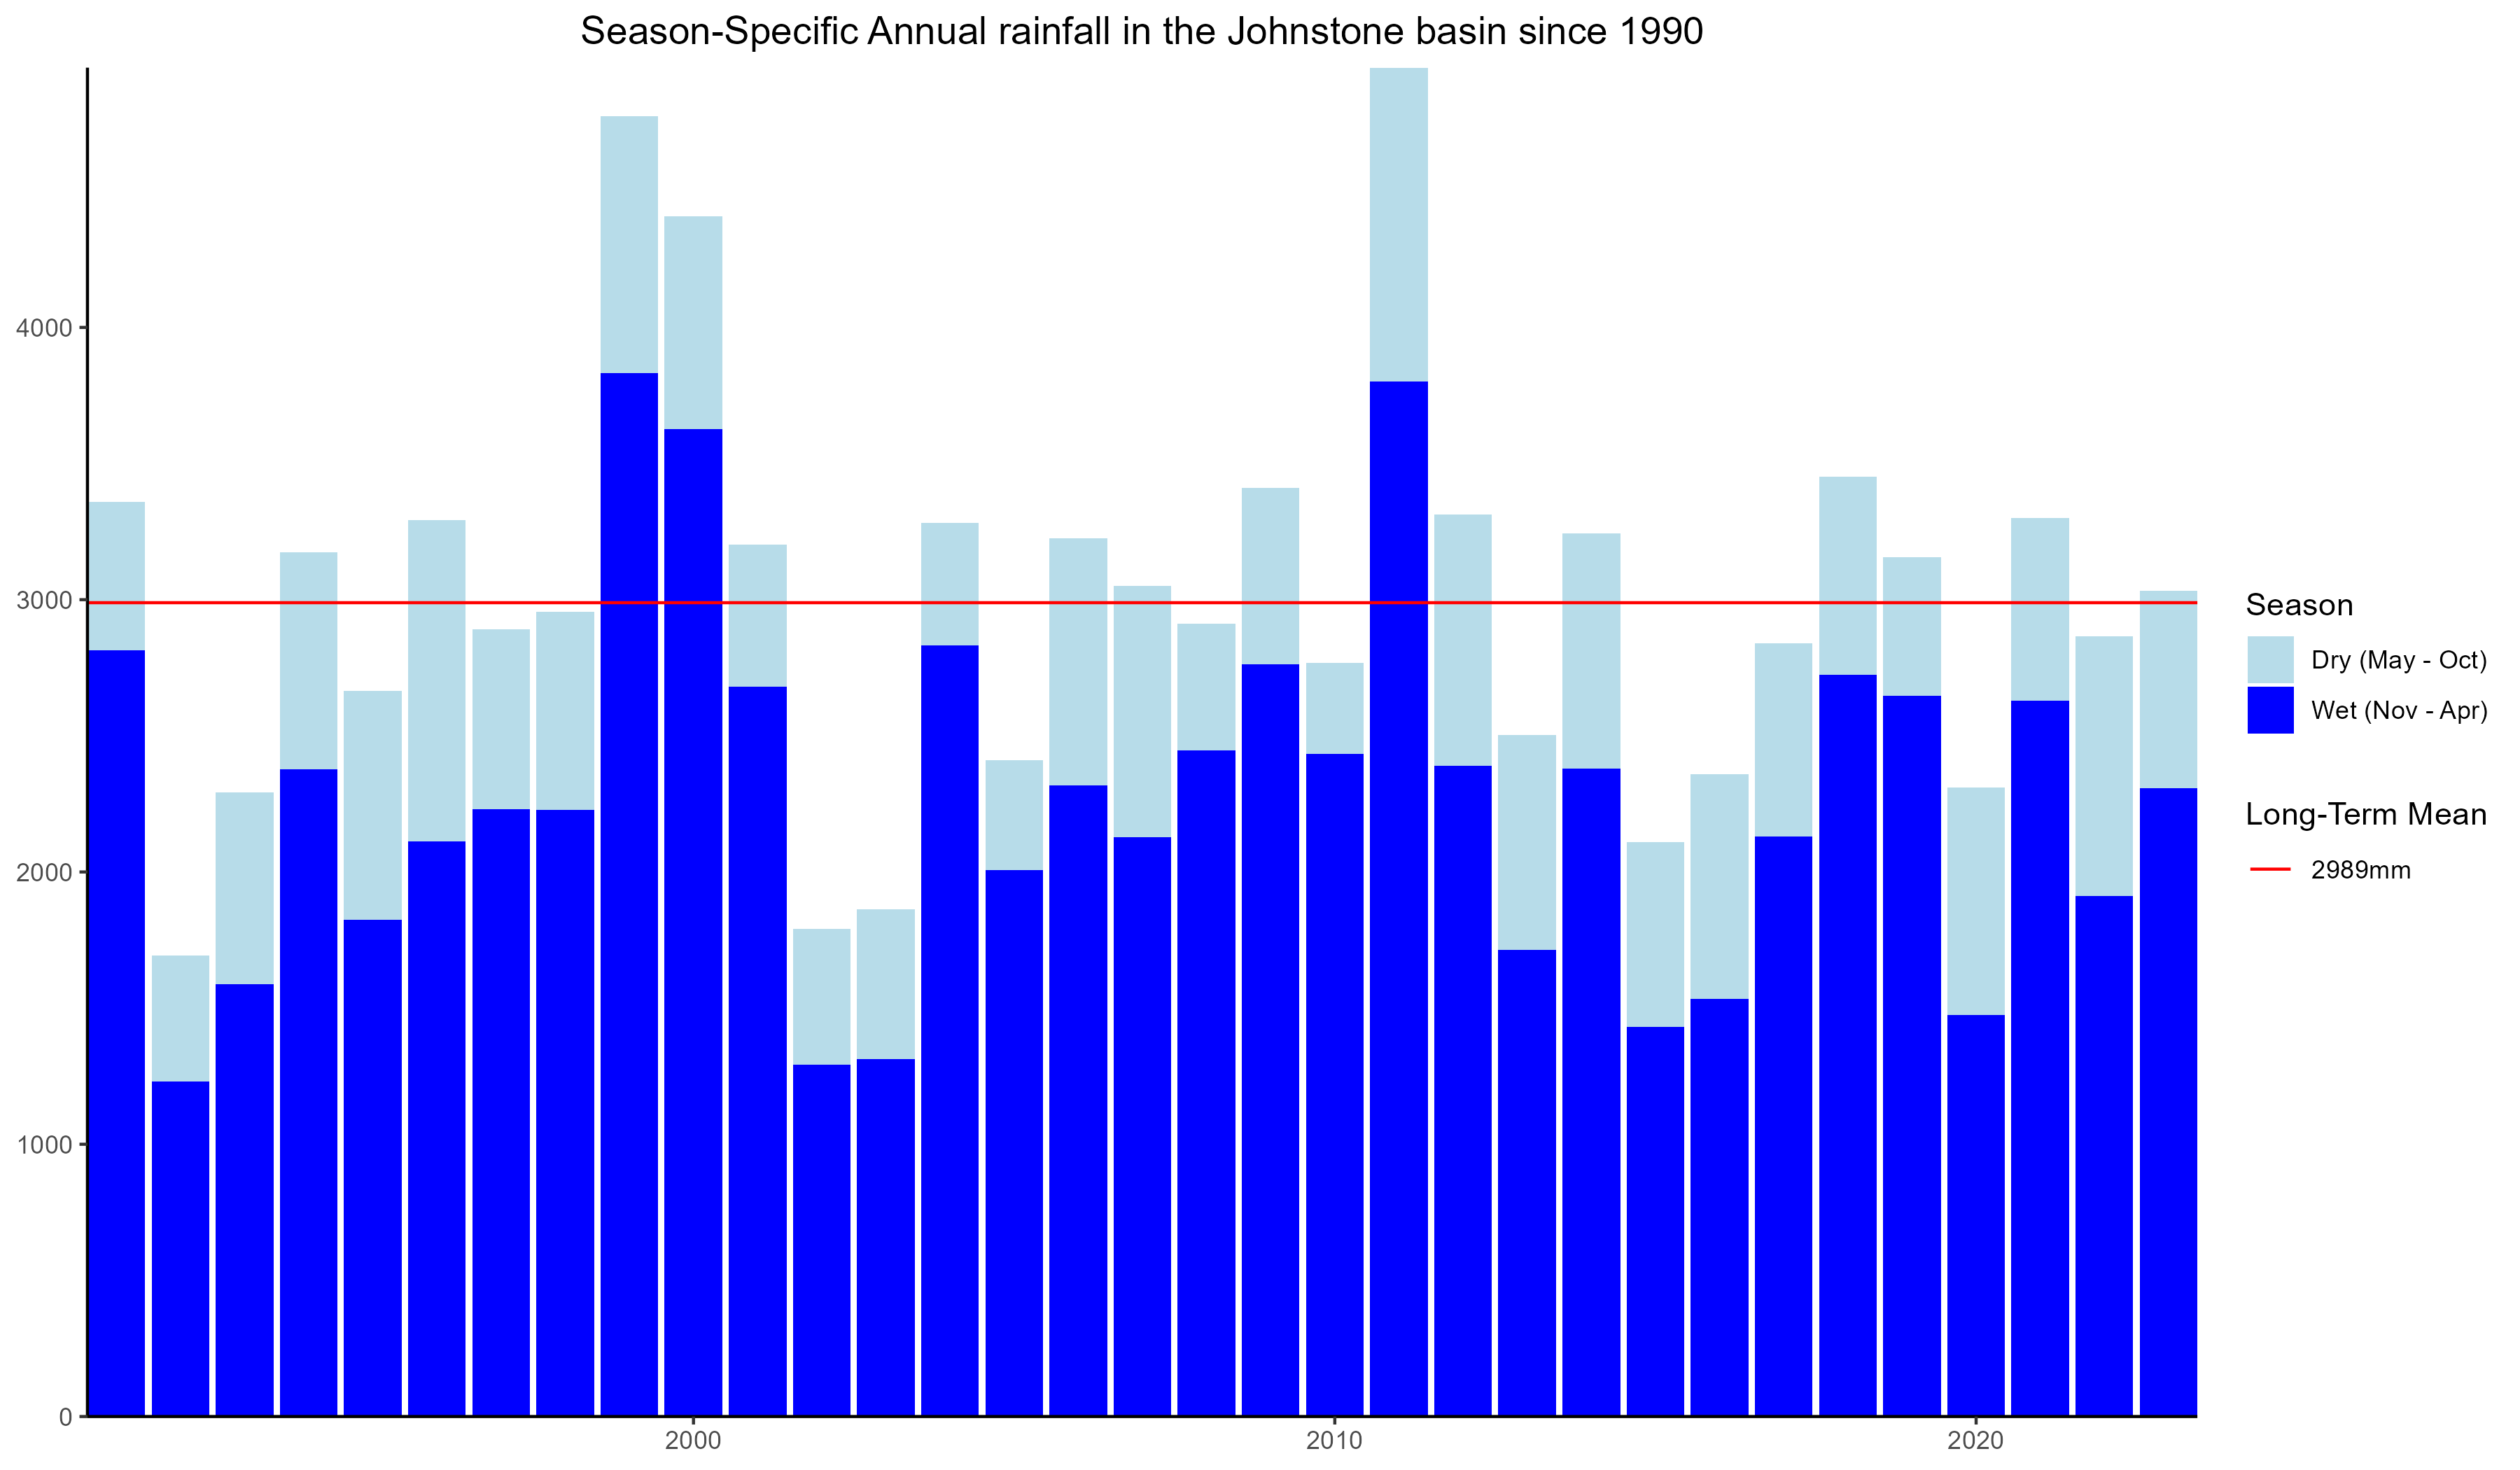 Season-Specific Annual rainfall in the Johnstone basin since 1990
4000
3000
2000
1000
0
2000
2010
2020
Season
Dry (May - Oct)
Wet (Nov - Apr)
Long-Term Mean
2989mm